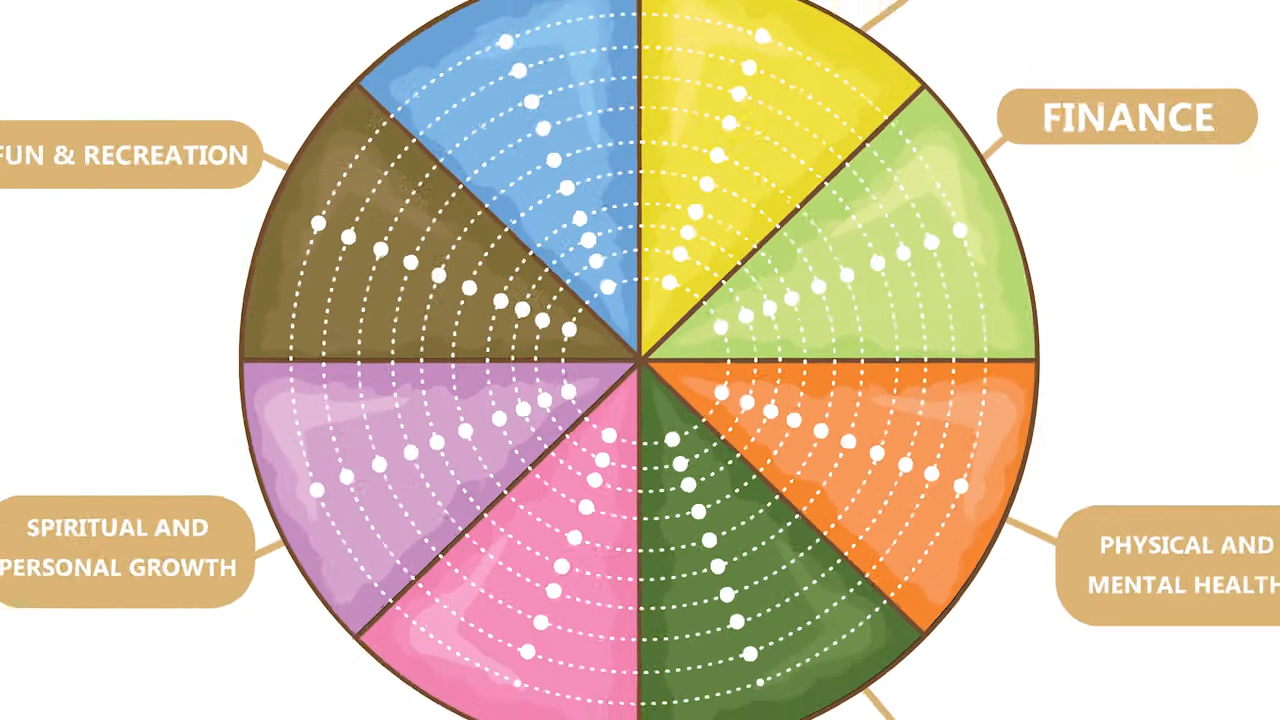 FINANCE
FUN & RECREATION
SPIRITUAL AND
PERSONAL GROWTH
PHYSICAL AND
MENTAL HEALTH